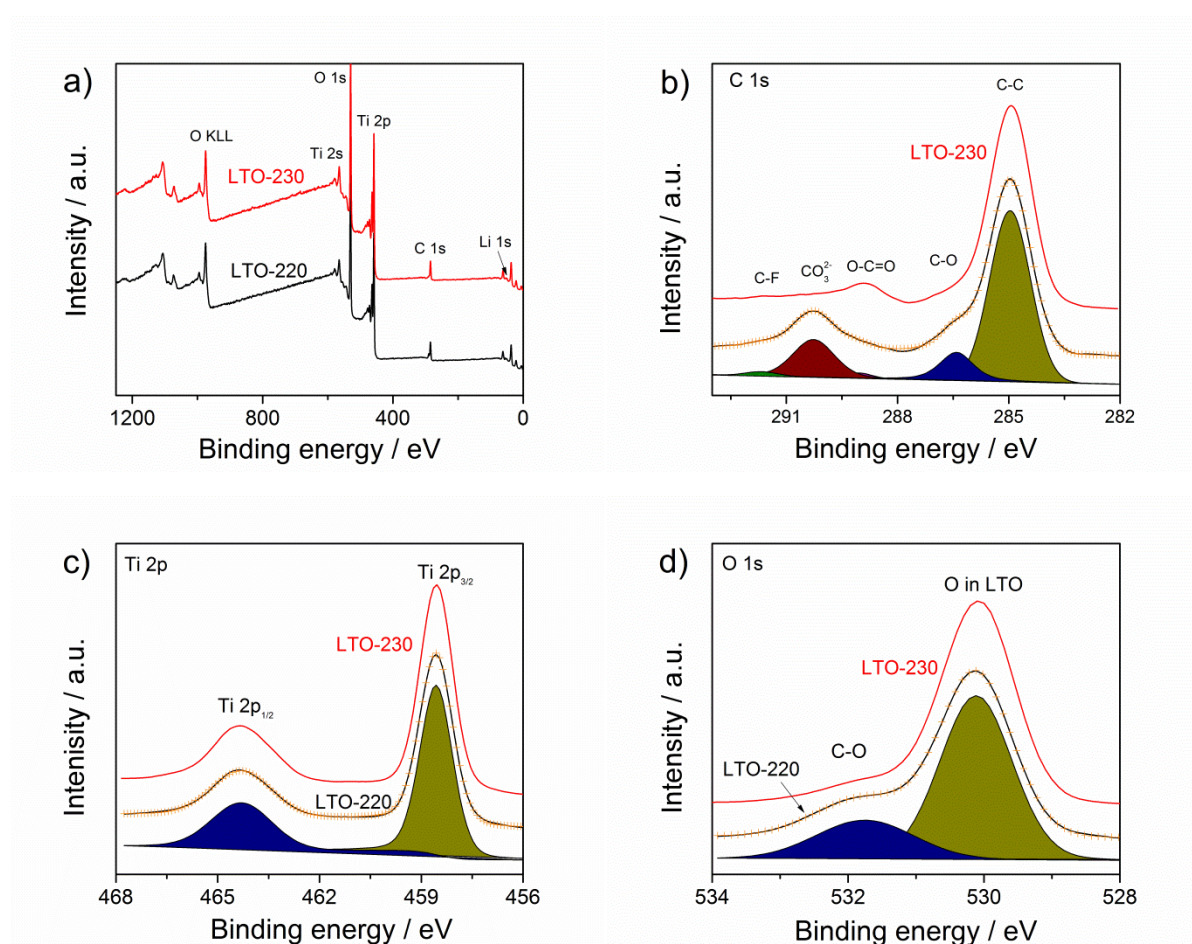 a)
O 1s
Ti 2p
O KLL
Ti 2s
LTO-230
C 1s
Li 1s
LTO-220
Intensity / a.u.
1200 800 400 0
Binding energy / eV
b) C 1s
C-C
LTO-230
C-F CO₃²⁻ O-C=O C-O
Intensity / a.u.
291 288 285 282
Binding energy / eV
c) Ti 2p
Ti 2p3/2
LTO-230
Ti 2p1/2
LTO-220
Intenisity / a.u.
468 465 462 459 456
Binding energy / eV
d) O 1s
O in LTO
LTO-230
C-O
LTO-220
Intensity / a.u.
534 532 530 528
Binding energy / eV